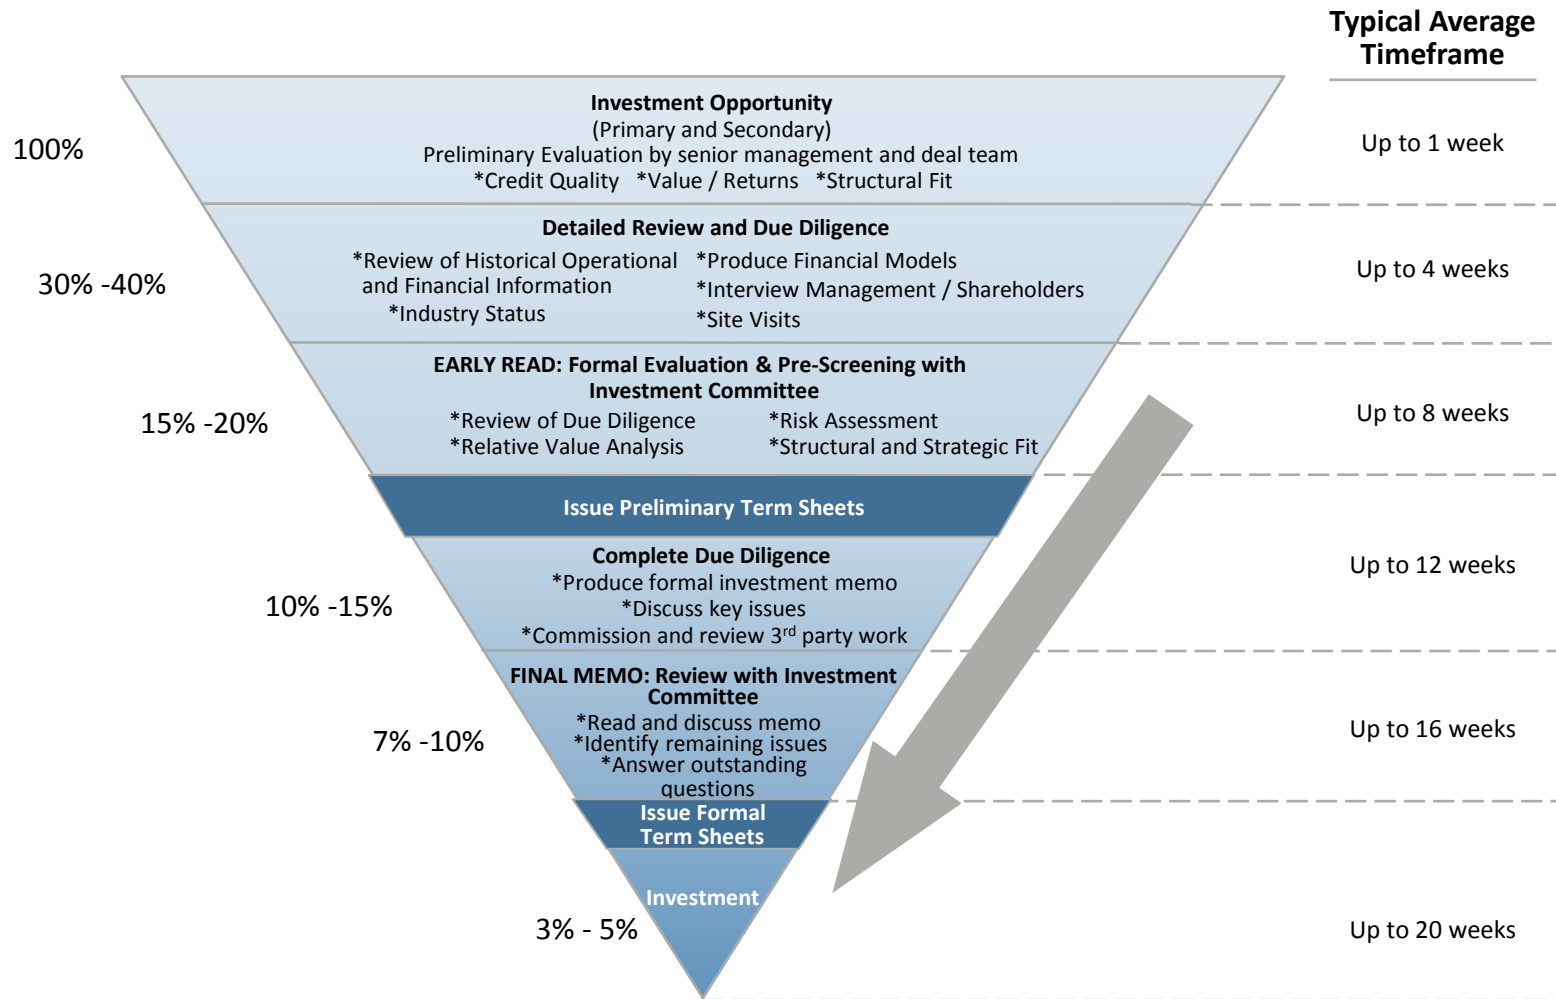 Typical Average
Timeframe
Investment Opportunity
(Primary and Secondary)
Preliminary Evaluation by senior management and deal team
*Credit Quality *Value / Returns *Structural Fit
100%
Up to 1 week
Detailed Review and Due Diligence
*Review of Historical Operational
and Financial Information
*Industry Status
*Produce Financial Models
*Interview Management / Shareholders
*Site Visits
30% -40%
Up to 4 weeks
EARLY READ: Formal Evaluation & Pre-Screening with
Investment Committee
*Review of Due Diligence
*Relative Value Analysis
*Risk Assessment
*Structural and Strategic Fit
15% -20%
Up to 8 weeks
Issue Preliminary Term Sheets
Complete Due Diligence
*Produce formal investment memo
*Discuss key issues
*Commission and review 3rd party work
10% -15%
Up to 12 weeks
FINAL MEMO: Review with Investment
Committee
*Read and discuss memo
*Identify remaining issues
*Answer outstanding
questions
7% -10%
Up to 16 weeks
Issue Formal
Term Sheets
Investment
3% - 5%
Up to 20 weeks